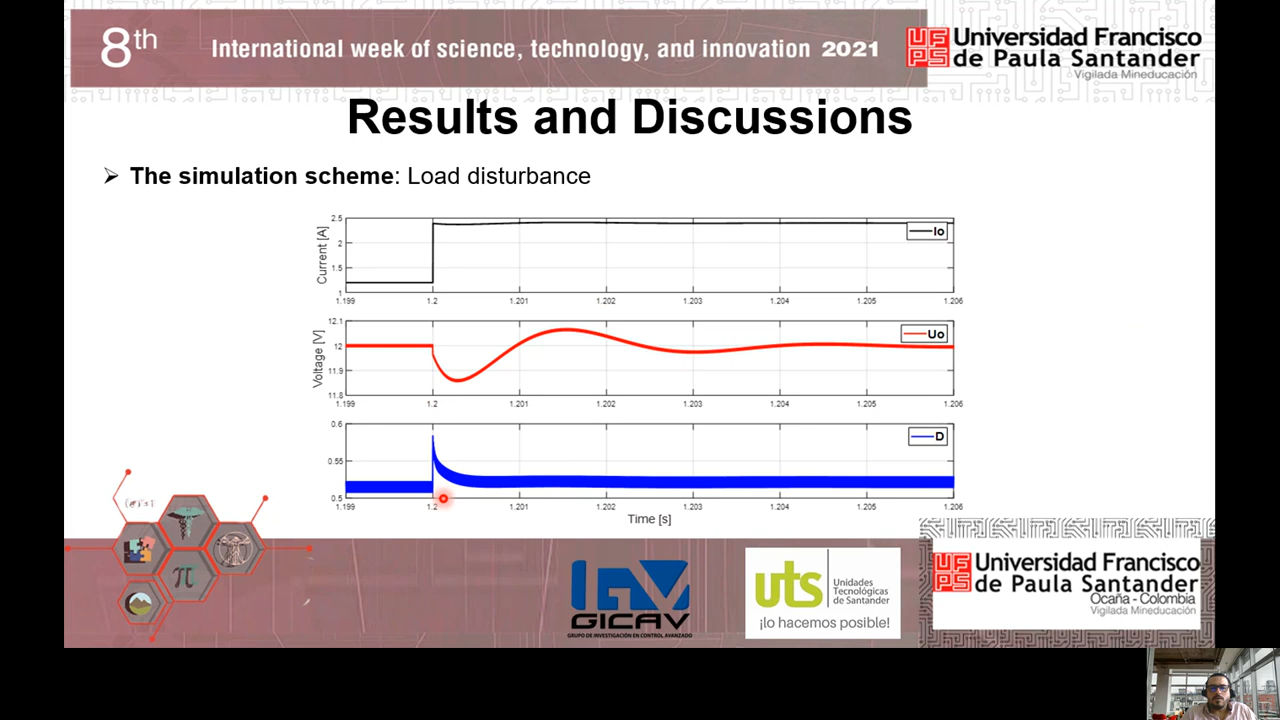 8th
International week of science, technology, and innovation 2021
UFPS Universidad Francisco
de Paula Santander
Vigilada Mineducación
Results and Discussions
➢ The simulation scheme: Load disturbance
Current [A]
2.5
2
1.5
1
Io
1.199 1.2 1.201 1.202 1.203 1.204 1.205 1.206
Voltage [V]
12.1
12
11.9
11.8
Uo
1.199 1.2 1.201 1.202 1.203 1.204 1.205 1.206
0.6
0.55
0.5
D
1.199 1.2 1.201 1.202 1.203 1.204 1.205 1.206
Time [s]
π
GICAV
GRUPO DE INVESTIGACIÓN EN CONTROL AVANZADO
uts Unidades
Tecnológicas
de Santander
¡lo hacemos posible!
UFPS Universidad Francisco
de Paula Santander
Ocaña - Colombia
Vigilada Mineducación